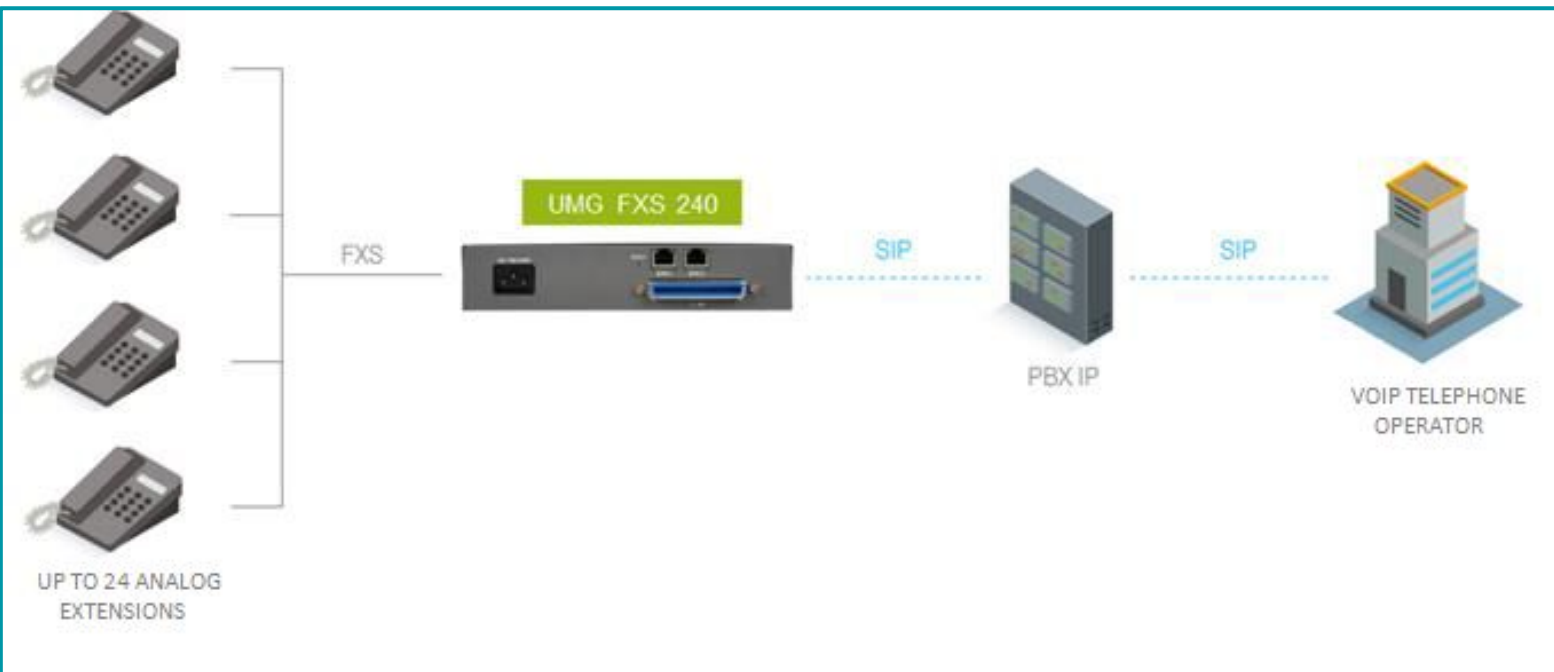 UMG FXS 240
FXS
SIP
SIP
PBX IP
VOIP TELEPHONE
OPERATOR
UP TO 24 ANALOG
EXTENSIONS